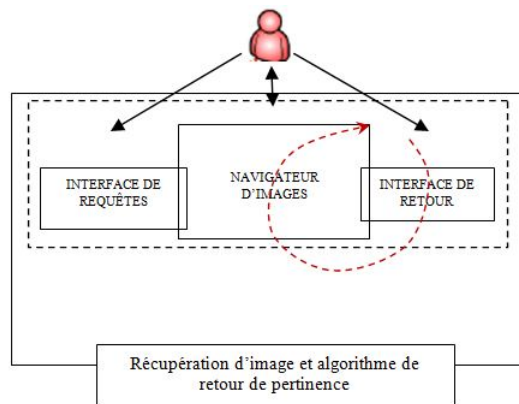 INTERFACE DE
REQUÊTES
NAVIGATEUR
D'IMAGES
INTERFACE DE
RETOUR
Récupération d'image et algorithme de
retour de pertinence